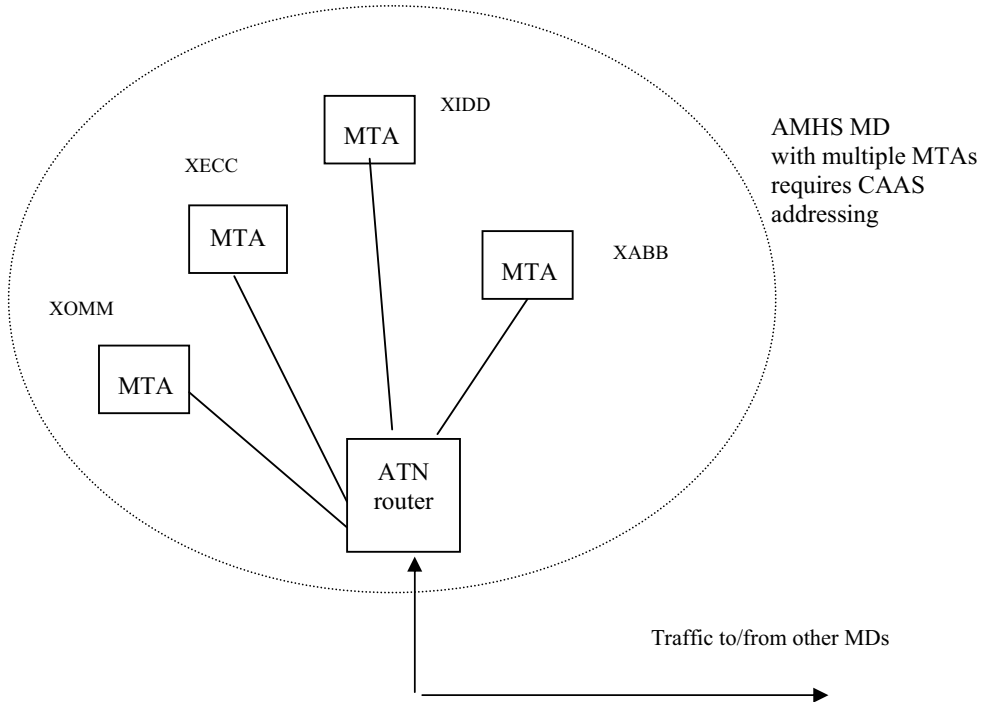 XIDD
MTA
AMHS MD
with multiple MTAs
requires CAAS
addressing
XECC
MTA
XABB
MTA
XOMM
MTA
ATN
router
Traffic to/from other MDs